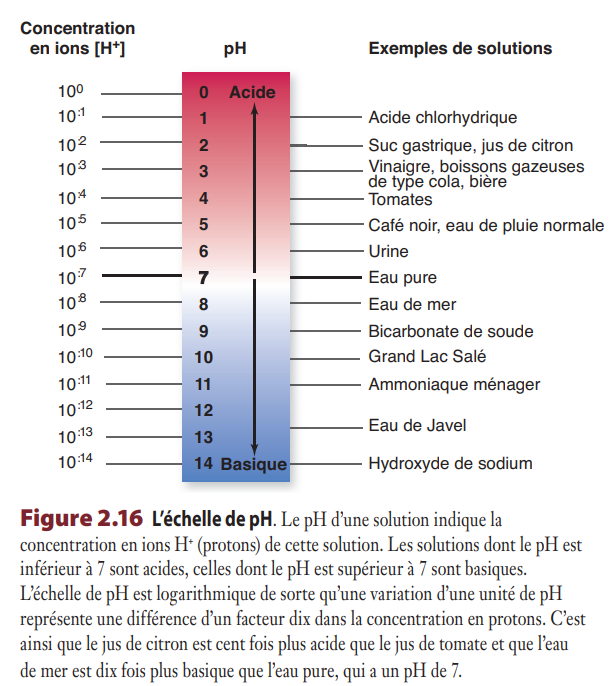 Concentration
en ions [H⁺]    pH    Exemples de solutions
10⁰    0    Acide
10⁻¹    1    Acide chlorhydrique
10⁻²    2    Suc gastrique, jus de citron
10⁻³    3    Vinaigre, boissons gazeuses
de type cola, bière
10⁻⁴    4    Tomates
10⁻⁵    5    Café noir, eau de pluie normale
10⁻⁶    6    Urine
10⁻⁷    7    Eau pure
10⁻⁸    8    Eau de mer
10⁻⁹    9    Bicarbonate de soude
10⁻¹⁰    10    Grand Lac Salé
10⁻¹¹    11    Ammoniaque ménager
10⁻¹²    12
Eau de Javel
10⁻¹³    13
10⁻¹⁴    14    Basique    Hydroxyde de sodium
Figure 2.16 L'échelle de pH. Le pH d'une solution indique la
concentration en ions H⁺ (protons) de cette solution. Les solutions dont le pH est
inférieur à 7 sont acides, celles dont le pH est supérieur à 7 sont basiques.
L'échelle de pH est logarithmique de sorte qu'une variation d'une unité de pH
représente une différence d'un facteur dix dans la concentration en protons. C'est
ainsi que le jus de citron est cent fois plus acide que le jus de tomate et que l'eau
de mer est dix fois plus basique que l'eau pure, qui a un pH de 7.